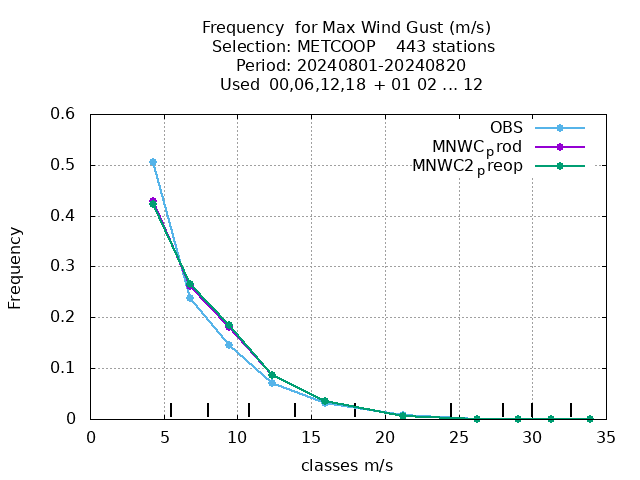 Frequency  for Max Wind Gust (m/s)
Selection: METCOOP    443 stations
Period: 20240801-20240820
Used  00,06,12,18  + 01 02 ... 12
OBS
MNWCprod
MNWC2preop
Frequency
0.6
0.5
0.4
0.3
0.2
0.1
0
0 5 10 15 20 25 30 35
classes m/s